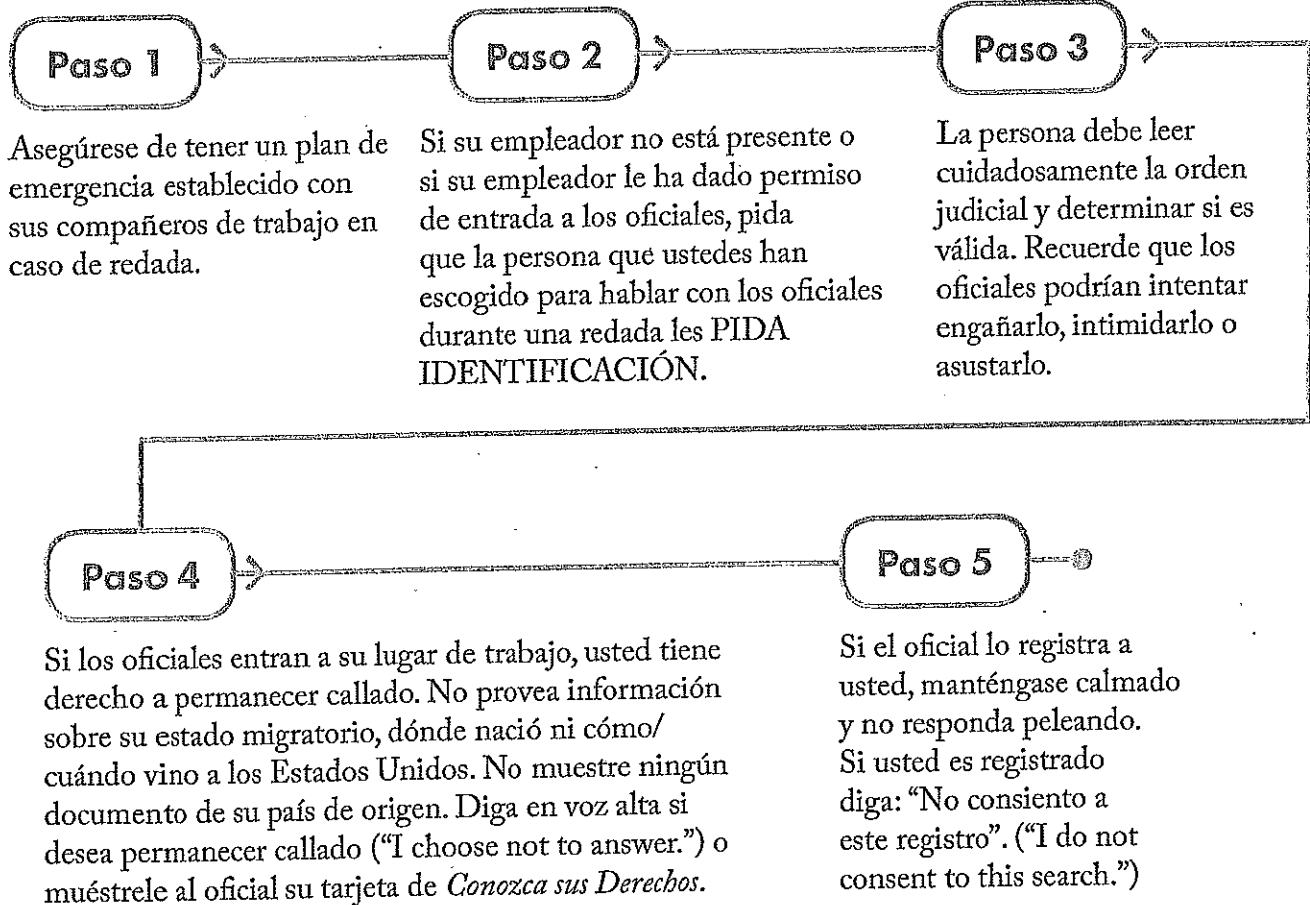 Paso 1
Asegúrese de tener un plan de
emergencia establecido con
sus compañeros de trabajo en
caso de redada.
Paso 2
Si su empleador no está presente o
si su empleador le ha dado permiso
de entrada a los oficiales, pida
que la persona que ustedes han
escogido para hablar con los oficiales
durante una redada les PIDA
IDENTIFICACIÓN.
Paso 3
La persona debe leer
cuidadosamente la orden
judicial y determinar si es
válida. Recuerde que los
oficiales podrían intentar
engañarlo, intimidarlo o
asustarlo.
Paso 4
Si los oficiales entran a su lugar de trabajo, usted tiene
derecho a permanecer callado. No provea información
sobre su estado migratorio, dónde nació ni cómo/
cuándo vino a los Estados Unidos. No muestre ningún
documento de su país de origen. Diga en voz alta si
desea permanecer callado (“I choose not to answer.”) o
muéstrele al oficial su tarjeta de Conozca sus Derechos.
Paso 5
Si el oficial lo registra a
usted, manténgase calmado
y no responda peleando.
Si usted es registrado
diga: “No consiento a
este registro”. (“I do not
consent to this search.”)